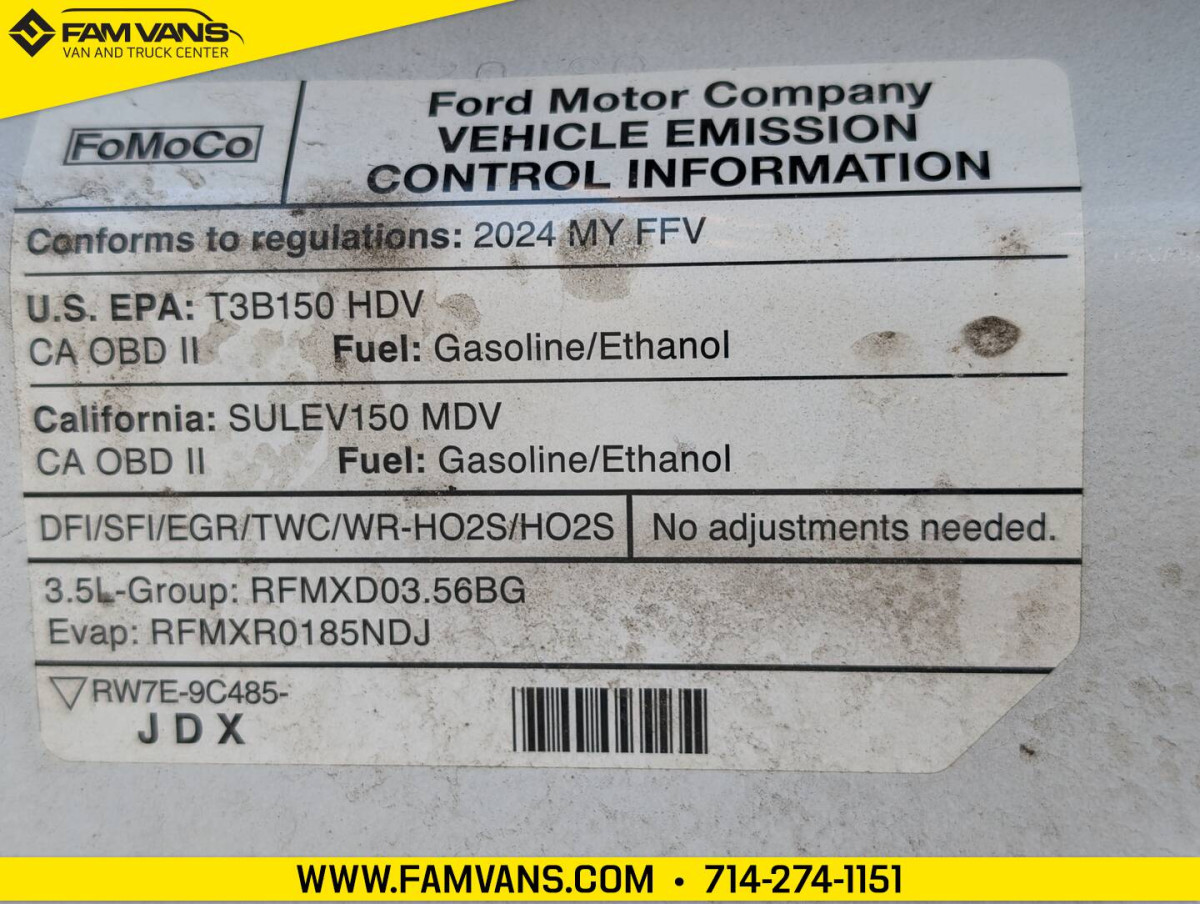 FAM VANS
VAN AND TRUCK CENTER
FoMoCo
Ford Motor Company
VEHICLE EMISSION
CONTROL INFORMATION
Conforms to regulations: 2024 MY FFV
U.S. EPA: T3B150 HDV
CA OBD II Fuel: Gasoline/Ethanol
California: SULEV150 MDV
CA OBD II Fuel: Gasoline/Ethanol
DFI/SFI/EGR/TWC/WR-HO2S/HO2S No adjustments needed.
3.5L-Group: RFMXD03.56BG
Evap: RFMXR0185NDJ
RW7E-9C485-
J D X
WWW.FAMVANS.COM • 714-274-1151